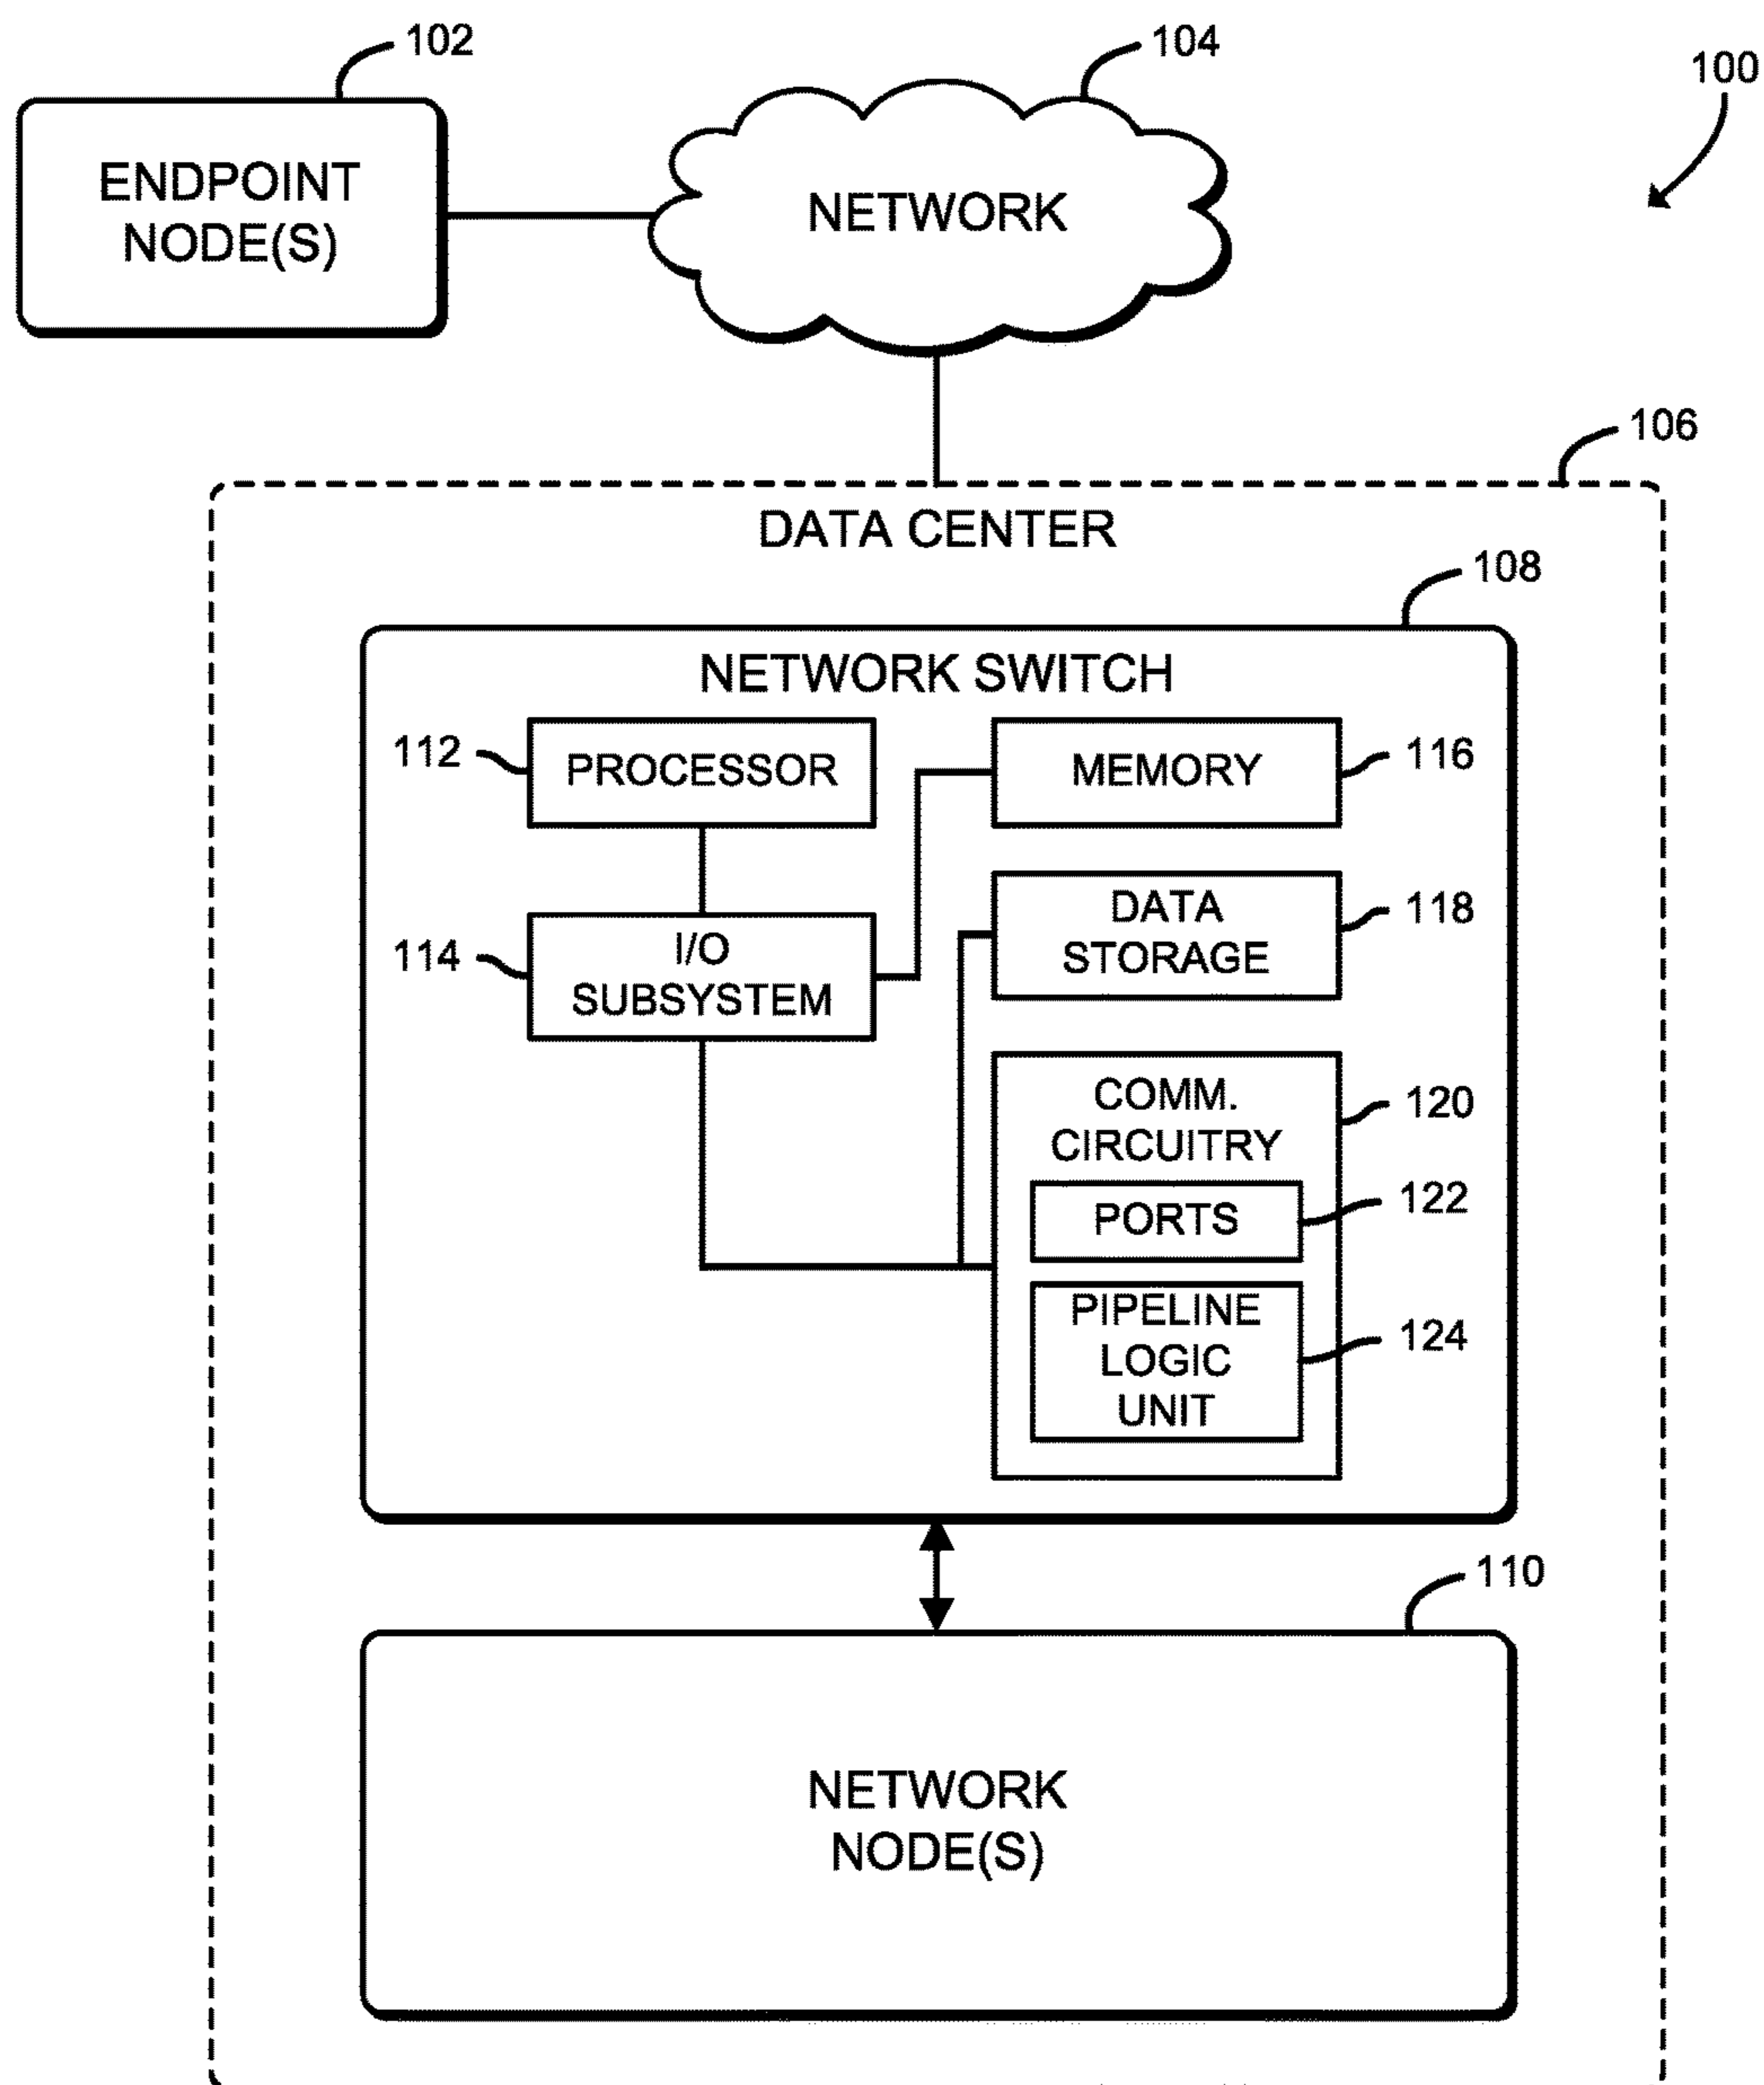 102
104
100
ENDPOINT
NODE(S)
NETWORK
106
DATA CENTER
108
NETWORK SWITCH
112
PROCESSOR
MEMORY
116
114
I/O
SUBSYSTEM
DATA
STORAGE
118
COMM.
CIRCUITRY
120
PORTS
122
PIPELINE
LOGIC
UNIT
124
110
NETWORK
NODE(S)